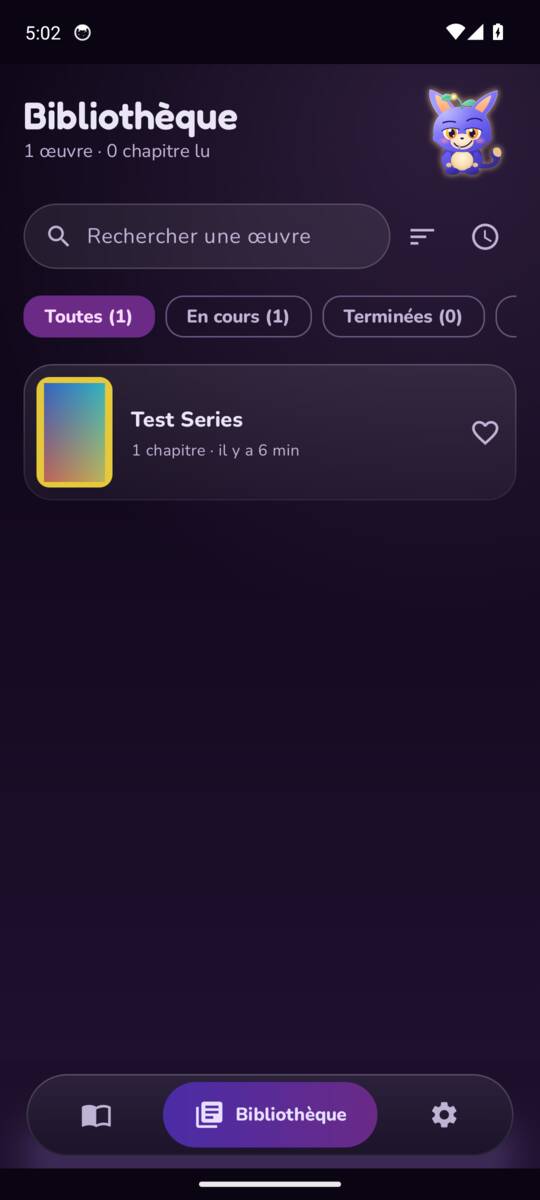 5:02
Bibliothèque
1 œuvre · 0 chapitre lu
Rechercher une œuvre
Toutes (1)
En cours (1)
Terminées (0)
Test Series
1 chapitre · il y a 6 min
Bibliothèque